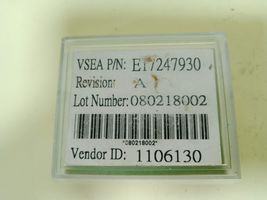 VSEA P/N: E17247930
Revision: A
Lot Number: 080218002
*080218002*
Vendor ID: 1106130